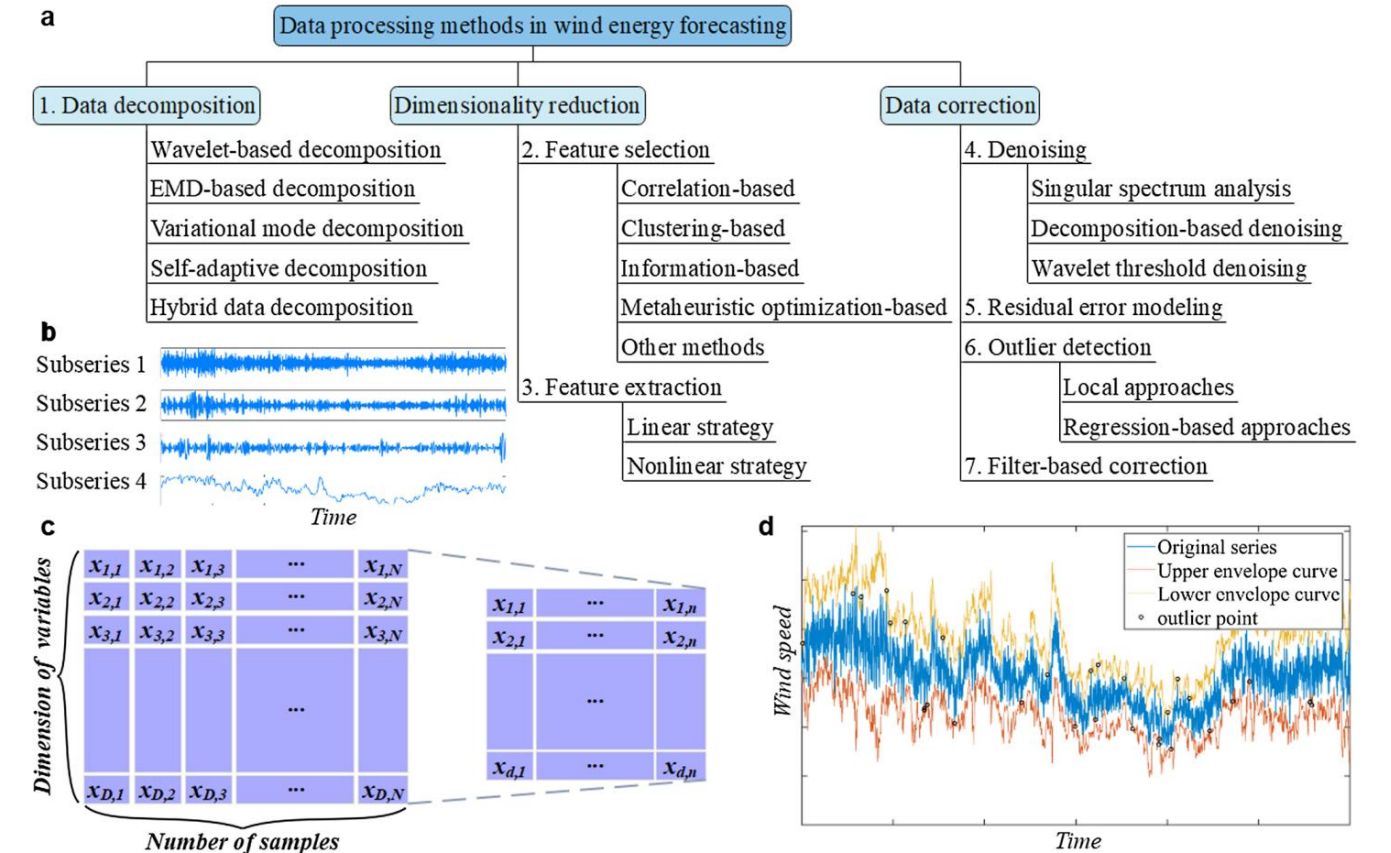 a
Data processing methods in wind energy forecasting
1. Data decomposition
Wavelet-based decomposition
EMD-based decomposition
Variational mode decomposition
Self-adaptive decomposition
Hybrid data decomposition
Dimensionality reduction
2. Feature selection
Correlation-based
Clustering-based
Information-based
Metaheuristic optimization-based
Other methods
3. Feature extraction
Linear strategy
Nonlinear strategy
Data correction
4. Denoising
Singular spectrum analysis
Decomposition-based denoising
Wavelet threshold denoising
5. Residual error modeling
6. Outlier detection
Local approaches
Regression-based approaches
7. Filter-based correction
b
Subseries 1
Subseries 2
Subseries 3
Subseries 4
Time
c
Dimension of variables
x1,1 x1,2 x1,3 ... x1,N
x2,1 x2,2 x2,3 ... x2,N
x3,1 x3,2 x3,3 ... x3,N
...
xD,1 xD,2 xD,3 ... xD,N
Number of samples
x1,1 ... x1,n
x2,1 ... x2,n
...
xd,1 ... xd,n
d
Wind speed
Original series
Upper envelope curve
Lower envelope curve
outlier point
Time